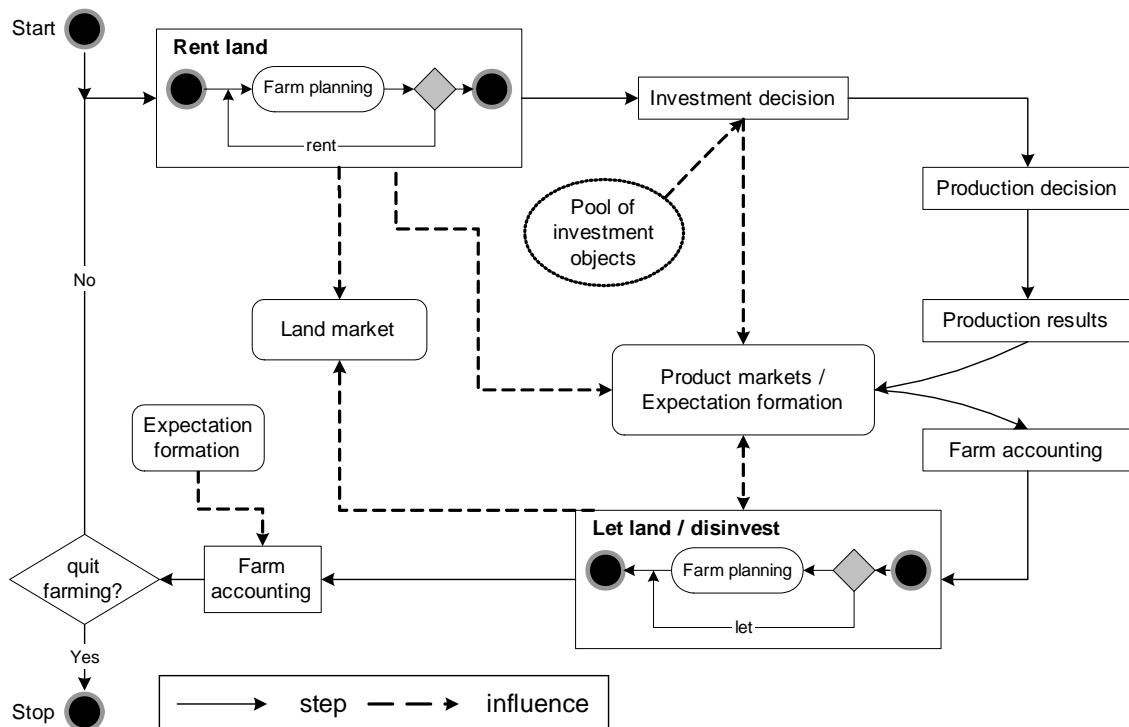 Start
Rent land
Farm planning
rent
Investment decision
Production decision
Pool of
investment
objects
No
Land market
Production results
Product markets /
Expectation formation
Expectation
formation
Farm accounting
Let land / disinvest
quit
farming?
Farm
accounting
Farm planning
let
Yes
Stop
step
influence